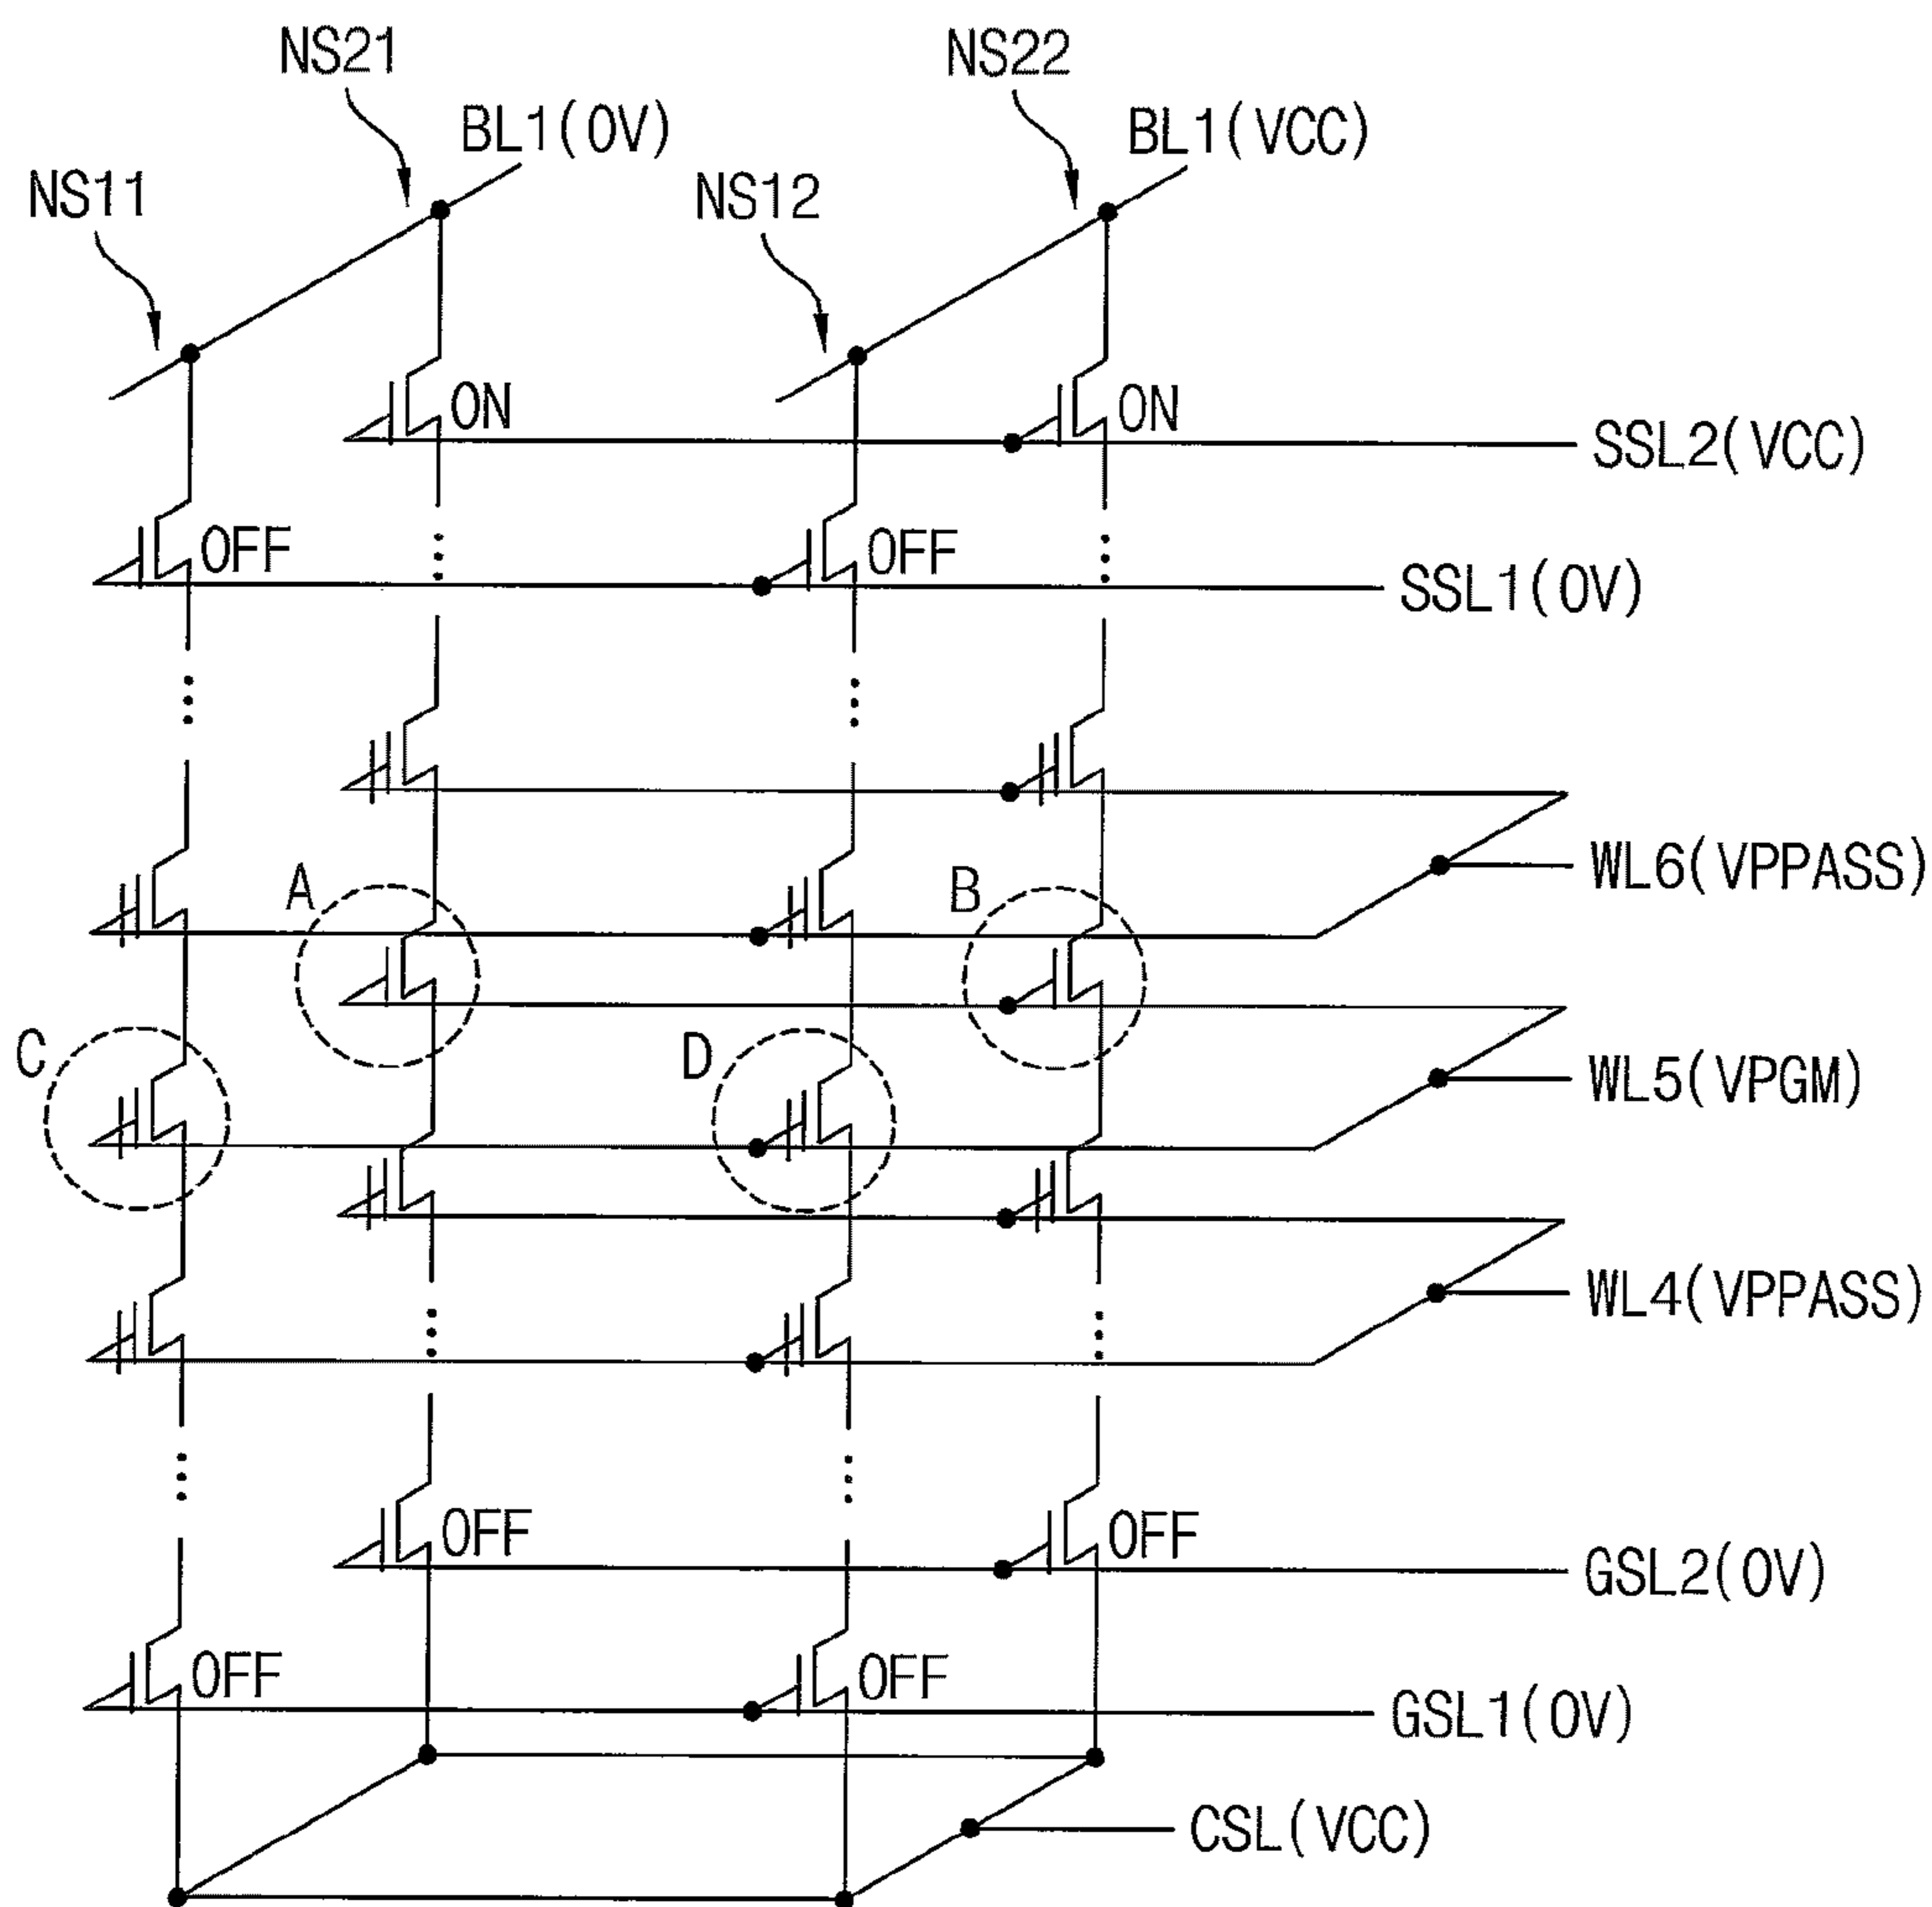 NS21
NS22
BL1(0V)
BL1(VCC)
NS11
NS12
ON
ON
SSL2(VCC)
OFF
OFF
SSL1(0V)
WL6(VPPASS)
A
B
C
D
WL5(VPGM)
WL4(VPPASS)
OFF
OFF
GSL2(0V)
OFF
OFF
GSL1(0V)
CSL(VCC)